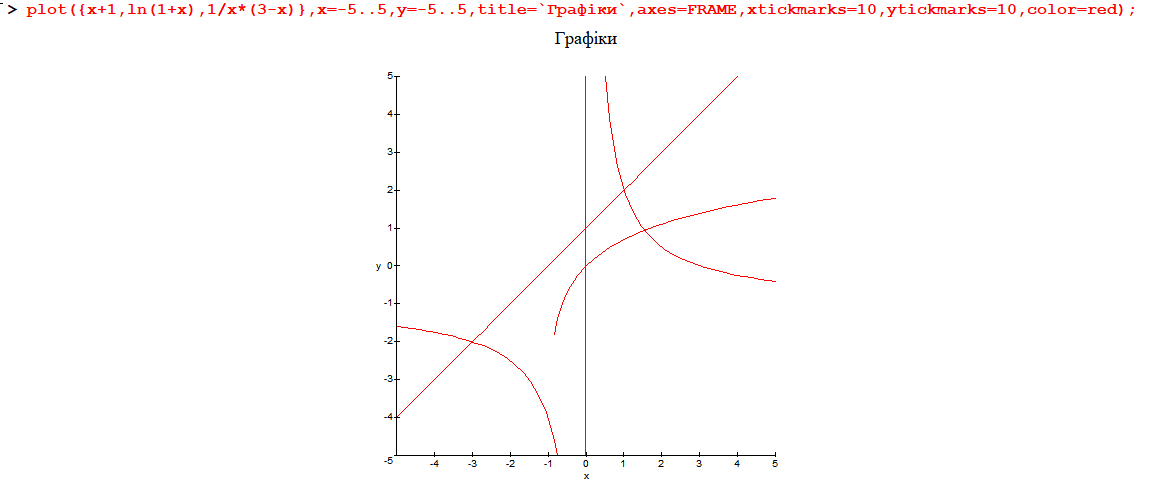 > plot({x+1,ln(1+x),1/x*(3-x)},x=-5..5,y=-5..5,title=`Графіки`,axes=FRAME,xtickmarks=10,ytickmarks=10,color=red);
Графіки
5
4
3
2
1
y 0
-1
-2
-3
-4
-5
-4 -3 -2 -1 0 1 2 3 4 5
x